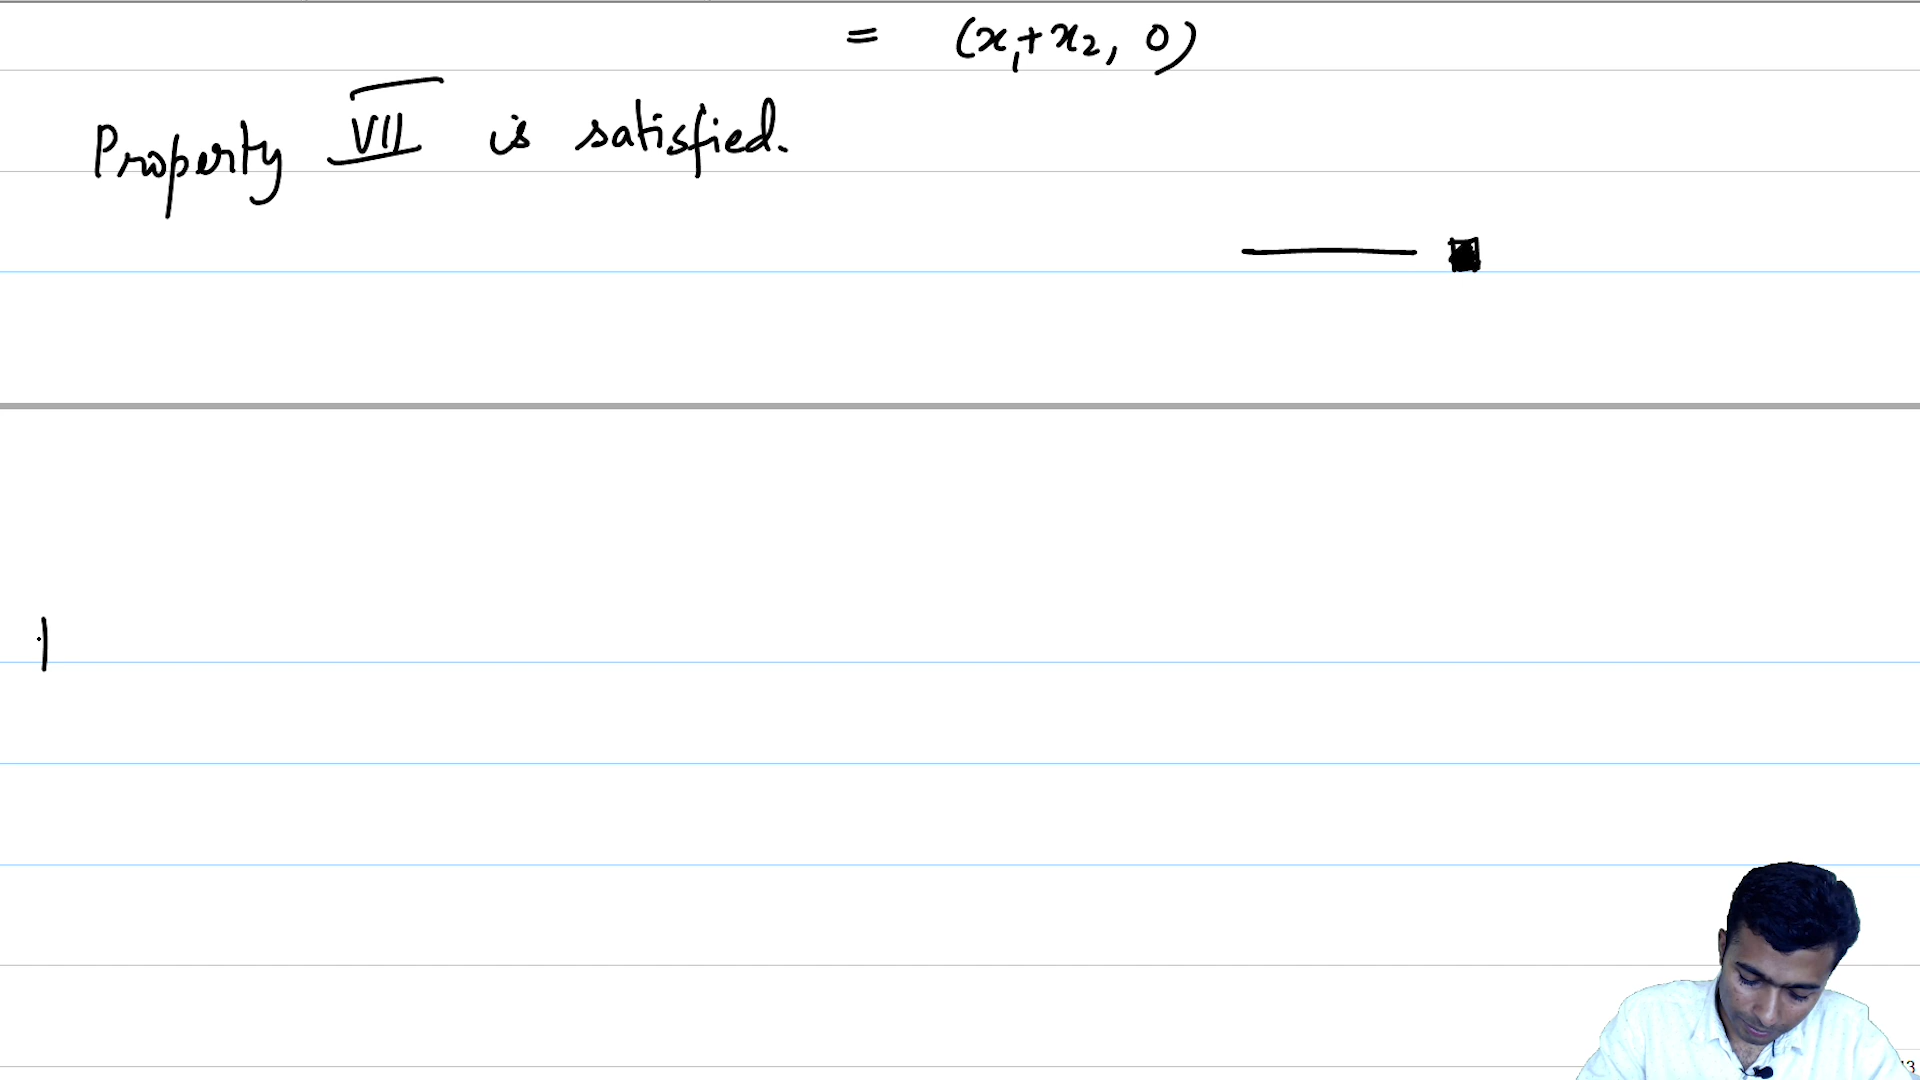 = (x₁+x₂, 0)
Property VII is satisfied.